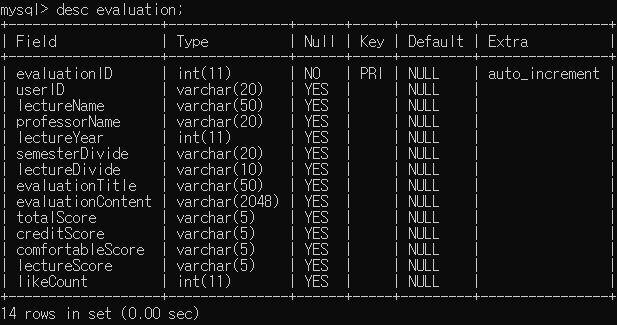 mysql> desc evaluation;
+-------------------+---------------+------+-----+---------+----------------+
| Field             | Type          | Null | Key | Default | Extra          |
+-------------------+---------------+------+-----+---------+----------------+
| evaluationID      | int(11)       | NO   | PRI | NULL    | auto_increment |
| userID            | varchar(20)   | YES  |     | NULL    |                |
| lectureName       | varchar(50)   | YES  |     | NULL    |                |
| professorName     | varchar(20)   | YES  |     | NULL    |                |
| lectureYear       | int(11)       | YES  |     | NULL    |                |
| semesterDivide    | varchar(20)   | YES  |     | NULL    |                |
| lectureDivide     | varchar(10)   | YES  |     | NULL    |                |
| evaluationTitle   | varchar(50)   | YES  |     | NULL    |                |
| evaluationContent | varchar(2048) | YES  |     | NULL    |                |
| totalScore        | varchar(5)    | YES  |     | NULL    |                |
| creditScore       | varchar(5)    | YES  |     | NULL    |                |
| comfortableScore  | varchar(5)    | YES  |     | NULL    |                |
| lectureScore      | varchar(5)    | YES  |     | NULL    |                |
| likeCount         | int(11)       | YES  |     | NULL    |                |
+-------------------+---------------+------+-----+---------+----------------+
14 rows in set (0.00 sec)